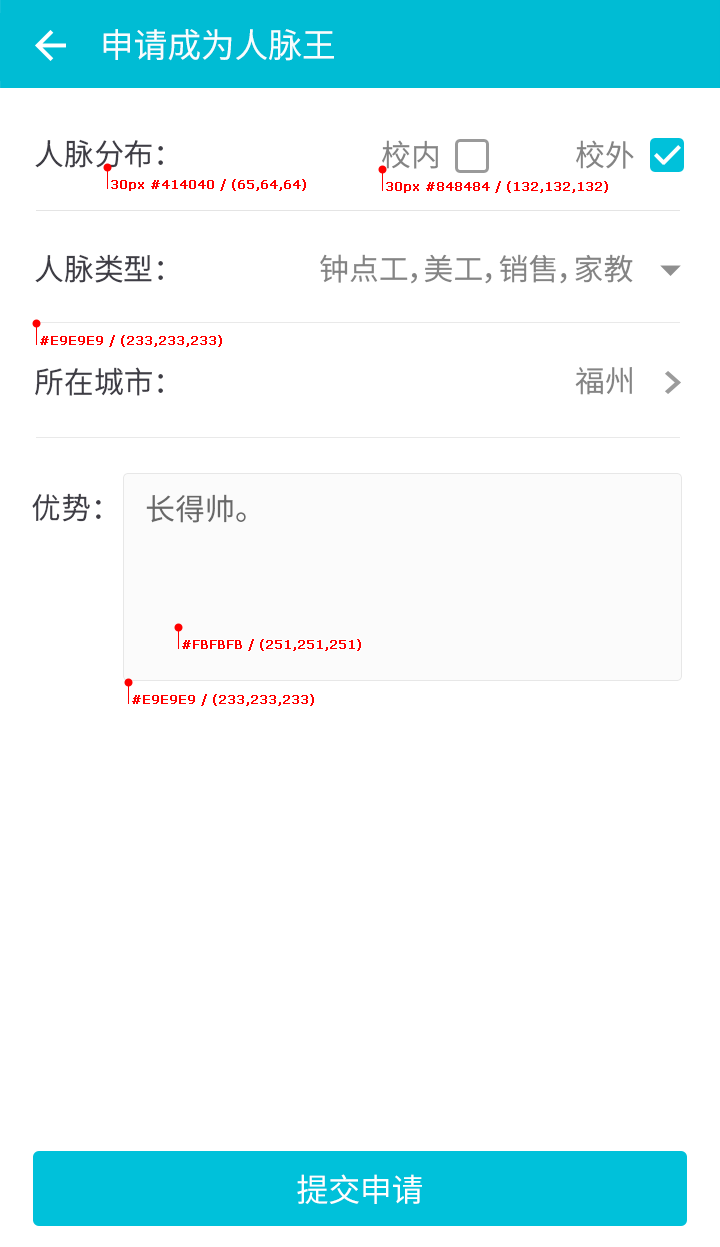 申请成为人脉王
人脉分布： 校内 校外
30px #414040 / (65,64,64) 30px #848484 / (132,132,132)
人脉类型： 钟点工，美工，销售，家教
#E9E9E9 / (233,233,233)
所在城市： 福州
优势： 长得帅。
#FBFBFB / (251,251,251)
#E9E9E9 / (233,233,233)
提交申请